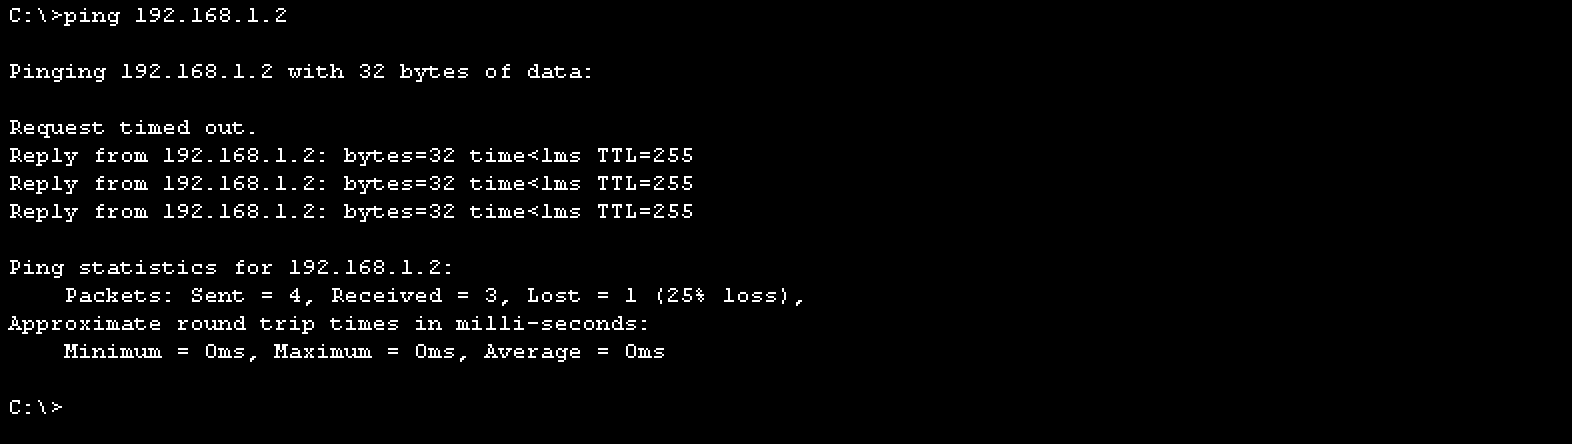 C:\>ping 192.168.1.2
Pinging 192.168.1.2 with 32 bytes of data:
Request timed out.
Reply from 192.168.1.2: bytes=32 time<1ms TTL=255
Reply from 192.168.1.2: bytes=32 time<1ms TTL=255
Reply from 192.168.1.2: bytes=32 time<1ms TTL=255
Ping statistics for 192.168.1.2:
    Packets: Sent = 4, Received = 3, Lost = 1 (25% loss),
Approximate round trip times in milli-seconds:
    Minimum = 0ms, Maximum = 0ms, Average = 0ms
C:\>